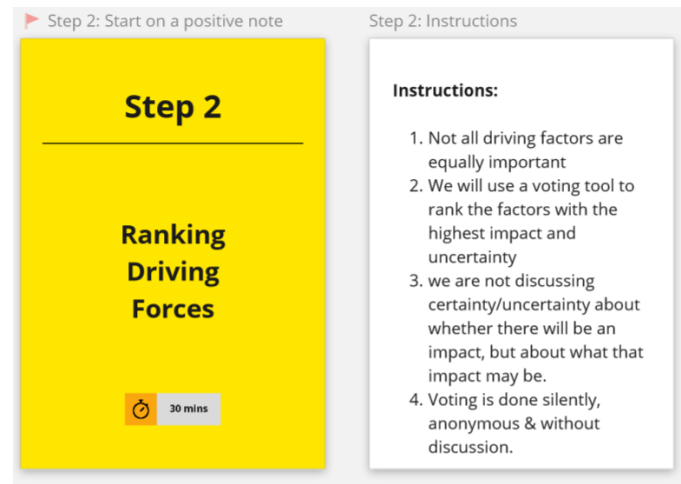 Step 2: Start on a positive note
Step 2
Ranking
Driving
Forces
30 mins
Step 2: Instructions
Instructions:
1. Not all driving factors are
equally important
2. We will use a voting tool to
rank the factors with the
highest impact and
uncertainty
3. we are not discussing
certainty/uncertainty about
whether there will be an
impact, but about what that
impact may be.
4. Voting is done silently,
anonymous & without
discussion.